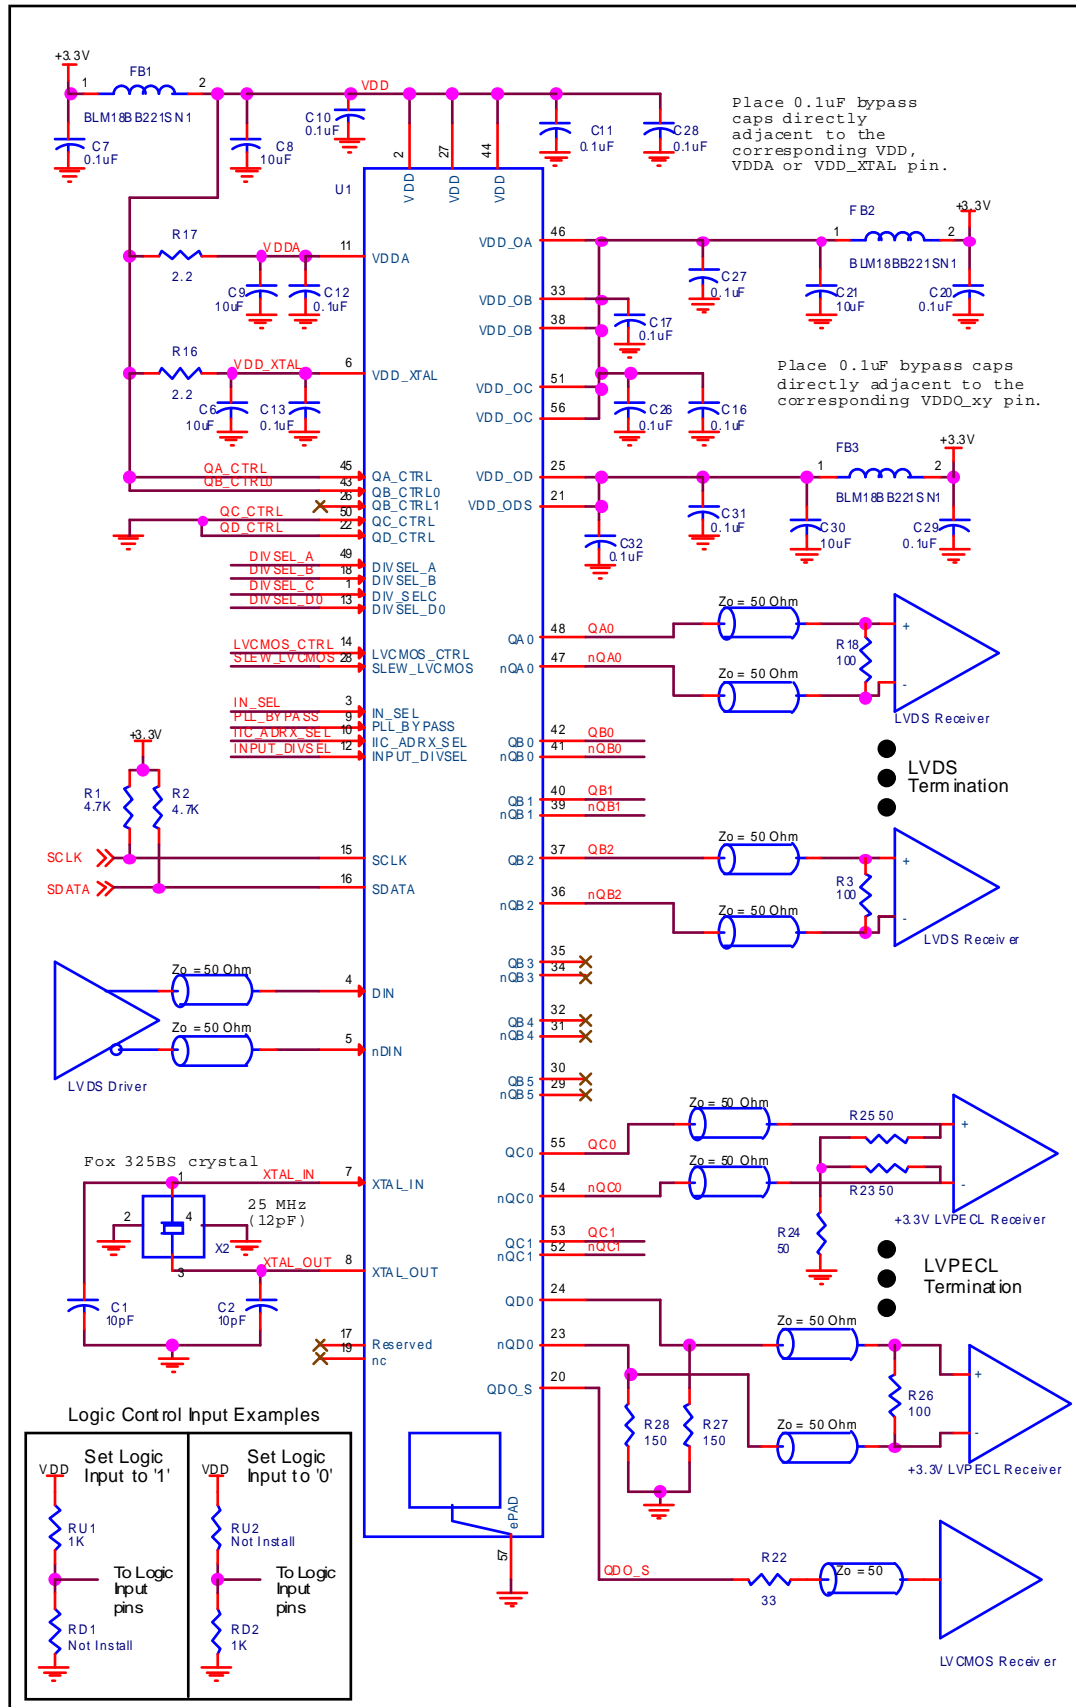 +3.3V
FB1
1
2
VDD
BLM18BB221SN1
C7
0.1uF
C8
10uF
C10
0.1uF
C11
0.1uF
C28
0.1uF
Place 0.1uF bypass
caps directly
adjacent to the
corresponding VDD,
VDDA or VDD_XTAL pin.
2
27
44
U1
VDD
VDD
VDD
R17
2.2
VDDA
11
VDDA
C9
10uF
C12
0.1uF
R16
2.2
VDD_XTAL
6
VDD_XTAL
C6
10uF
C13
0.1uF
VDD_OA
46
FB2
1
2
+3.3V
BLM18BB221SN1
C27
0.1uF
C21
10uF
C20
0.1uF
VDD_OB
33
VDD_OB
38
C17
0.1uF
VDD_OC
51
VDD_OC
56
C26
0.1uF
C16
0.1uF
Place 0.1uF bypass caps
directly adjacent to the
corresponding VDDO_xy pin.
VDD_OD
25
VDD_ODS
21
FB3
1
2
+3.3V
BLM18BB221SN1
C32
0.1uF
C31
0.1uF
C30
10uF
C29
0.1uF
QA_CTRL
45
QA_CTRL
QB_CTRL0
43
QB_CTRL0
26
QB_CTRL1
QC_CTRL
50
QC_CTRL
QD_CTRL
22
QD_CTRL
DIVSEL_A
49
DIVSEL_A
DIVSEL_B
18
DIVSEL_B
DIVSEL_C
1
DIV_SELC
DIVSEL_D0
13
DIVSEL_D0
LVCMOS_CTRL
14
LVCMOS_CTRL
SLEW_LVCMOS
28
SLEW_LVCMOS
IN_SEL
3
IN_SEL
PLL_BYPASS
9
PLL_BYPASS
IIC_ADRX_SEL
10
IIC_ADRX_SEL
INPUT_DIVSEL
12
INPUT_DIVSEL
+3.3V
R1
4.7K
R2
4.7K
SCLK
15
SCLK
SDATA
16
SDATA
QA0
48
QA0
nQA0
47
nQA0
Zo = 50 Ohm
Zo = 50 Ohm
R18
100
+
-
LVDS Receiver
QB0
42
QB0
nQB0
41
nQB0
QB1
40
QB1
nQB1
39
nQB1
LVDS
Termination
QB2
37
QB2
nQB2
36
nQB2
Zo = 50 Ohm
Zo = 50 Ohm
R3
100
+
-
LVDS Receiver
QB3
35
nQB3
34
QB4
32
nQB4
31
QB5
30
nQB5
29
Zo = 50 Ohm
4
DIN
Zo = 50 Ohm
5
nDIN
LVDS Driver
QC0
55
QC0
nQC0
54
nQC0
Zo = 50 Ohm
Zo = 50 Ohm
R25 50
R23 50
R24
50
+
-
+3.3V LVPECL Receiver
QC1
53
QC1
nQC1
52
nQC1
LVPECL
Termination
Fox 325BS crystal
XTAL_IN
7
XTAL_IN
1
2
4
3
25 MHz
(12pF)
X2
XTAL_OUT
8
XTAL_OUT
C1
10pF
C2
10pF
17
Reserved
19
nc
QD0
24
nQD0
23
QDO_S
20
Zo = 50 Ohm
Zo = 50 Ohm
R28
150
R27
150
R26
100
+
-
+3.3V LVPECL Receiver
ePAD
57
QDO_S
R22
33
Zo = 50
LVCMOS Receiver
Logic Control Input Examples
Set Logic
Input to '1'
VDD
RU1
1K
To Logic
Input
pins
RD1
Not Install
Set Logic
Input to '0'
VDD
RU2
Not Install
To Logic
Input
pins
RD2
1K